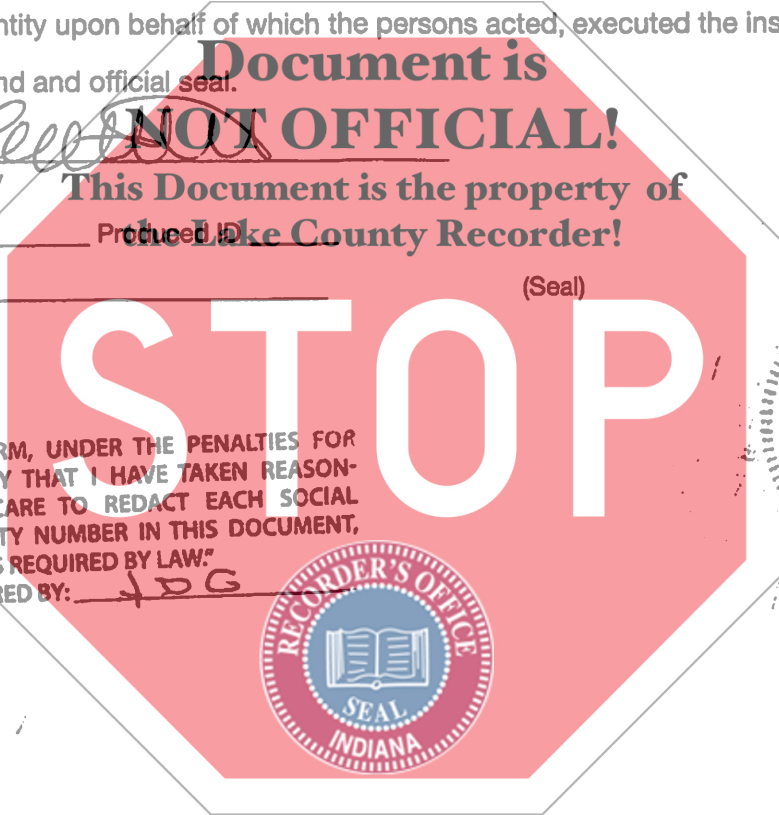 ntity upon behalf of which the persons acted, executed the ins
Document is
nd and official seal.
NOT OFFICIAL!
This Document is the property of
Produced ID
the Lake County Recorder!
(Seal)
STOP
RM, UNDER THE PENALTIES FOR
Y THAT I HAVE TAKEN REASON-
CARE TO REDACT EACH SOCIAL
TY NUMBER IN THIS DOCUMENT,
S REQUIRED BY LAW."
RED BY: JDG
RECORDER'S OFFICE
SEAL
INDIANA